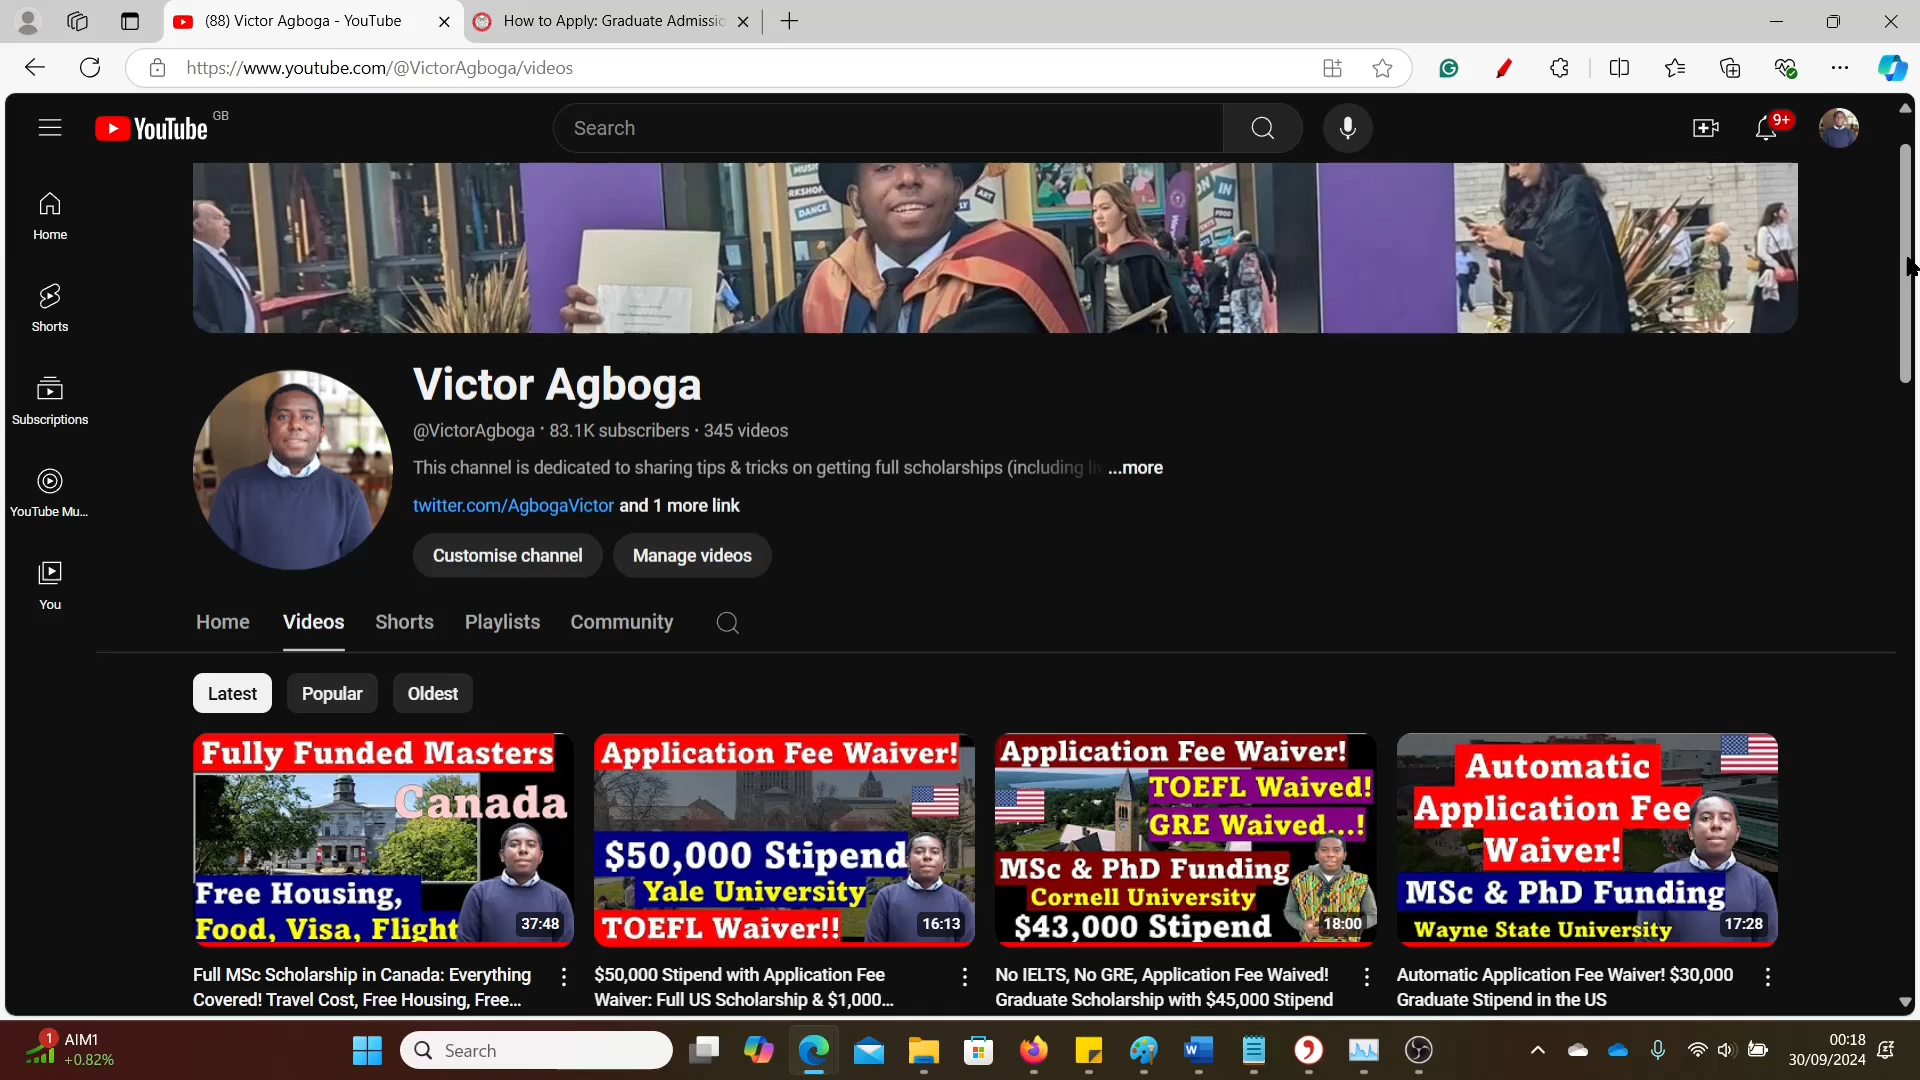 (88) Victor Agboga - YouTube
How to Apply: Graduate Admissio
https://www.youtube.com/@VictorAgboga/videos
YouTube GB
Search
9+
Home
Shorts
Subscriptions
YouTube Mu...
You
WORKSHOP
DANCE
MUSIC
ART
IN
Victor Agboga
@VictorAgboga · 83.1K subscribers · 345 videos
This channel is dedicated to sharing tips & tricks on getting full scholarships (including liv ...more
twitter.com/AgbogaVictor and 1 more link
Customise channel
Manage videos
Home
Videos
Shorts
Playlists
Community
Latest
Popular
Oldest
Fully Funded Masters
Canada
Free Housing,
Food, Visa, Flight
37:48
Full MSc Scholarship in Canada: Everything
Covered! Travel Cost, Free Housing, Free...
Application Fee Waiver!
$50,000 Stipend
Yale University
TOEFL Waiver!!
16:13
$50,000 Stipend with Application Fee
Waiver: Full US Scholarship & $1,000...
Application Fee Waiver!
TOEFL Waived!
GRE Waived...!
MSc & PhD Funding
Cornell University
$43,000 Stipend
18:00
No IELTS, No GRE, Application Fee Waived!
Graduate Scholarship with $45,000 Stipend
Automatic
Application Fee
Waiver!
MSc & PhD Funding
Wayne State University
17:28
Automatic Application Fee Waiver! $30,000
Graduate Stipend in the US
1
AIM1
+0.82%
Search
00:18
30/09/2024